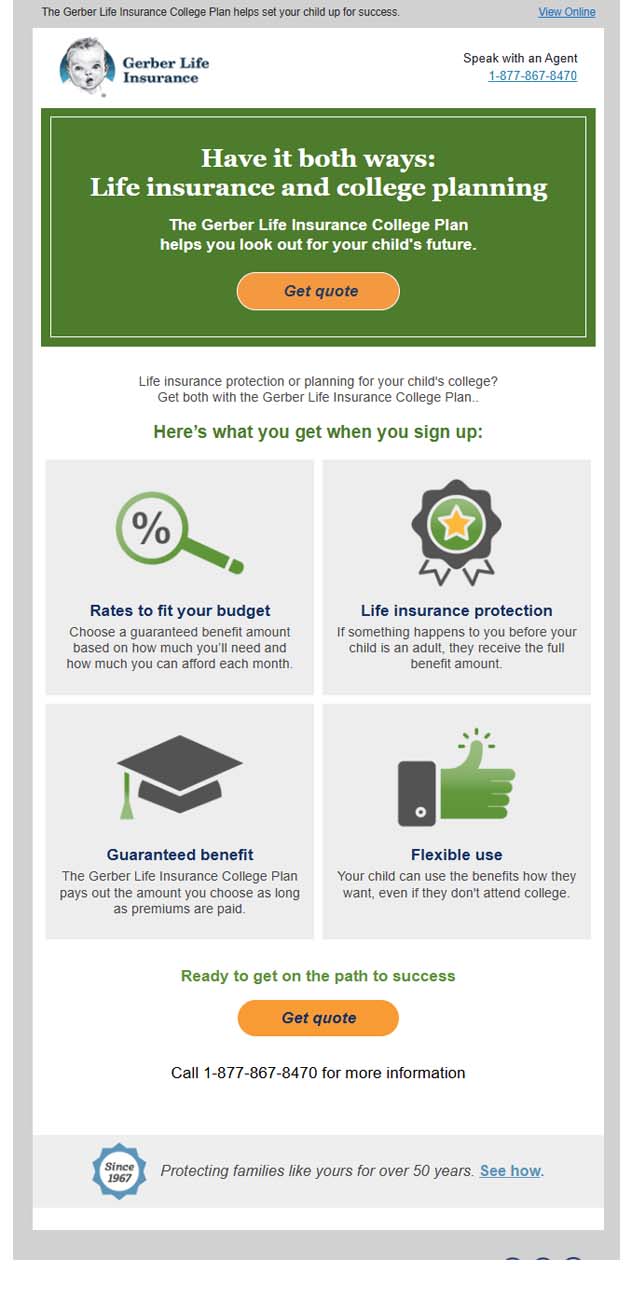 The Gerber Life Insurance College Plan helps set your child up for success.
View Online
Gerber Life
Insurance
Speak with an Agent
1-877-867-8470
Have it both ways:
Life insurance and college planning
The Gerber Life Insurance College Plan
helps you look out for your child's future.
Get quote
Life insurance protection or planning for your child's college?
Get both with the Gerber Life Insurance College Plan..
Here’s what you get when you sign up:
%
Rates to fit your budget
Choose a guaranteed benefit amount
based on how much you’ll need and
how much you can afford each month.
Life insurance protection
If something happens to you before your
child is an adult, they receive the full
benefit amount.
Guaranteed benefit
The Gerber Life Insurance College Plan
pays out the amount you choose as long
as premiums are paid.
Flexible use
Your child can use the benefits how they
want, even if they don't attend college.
Ready to get on the path to success
Get quote
Call 1-877-867-8470 for more information
Since
1967
Protecting families like yours for over 50 years. See how.